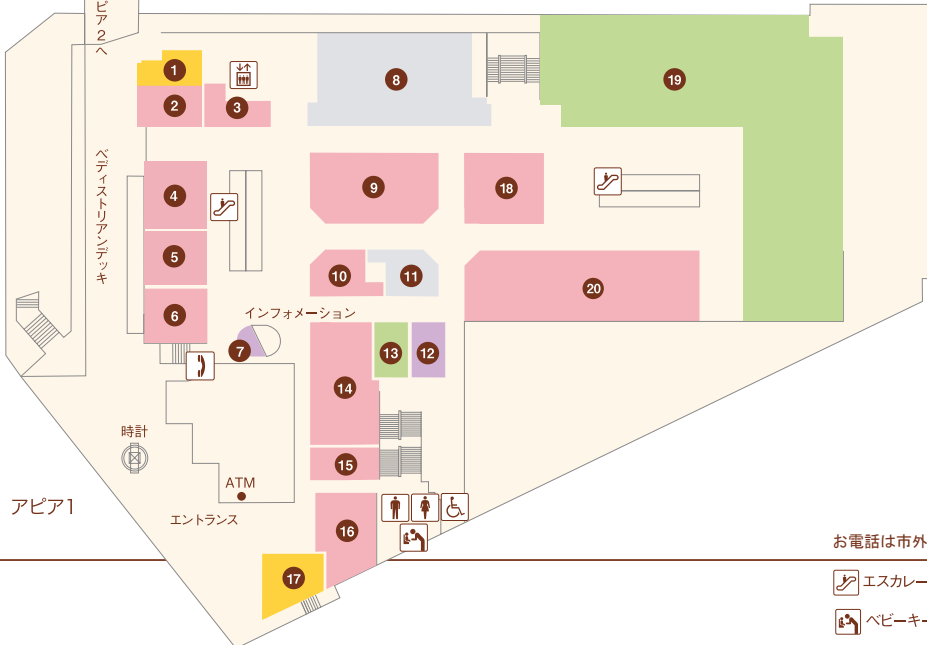 ピア2へ
1
2
3
8
19
ペディストリアンデッキ
4
9
18
5
10
11
20
6
インフォメーション
7
13
12
14
時計
15
ATM
アピア1
エントランス
16
17
お電話は市外
エスカレー
ベビーキー